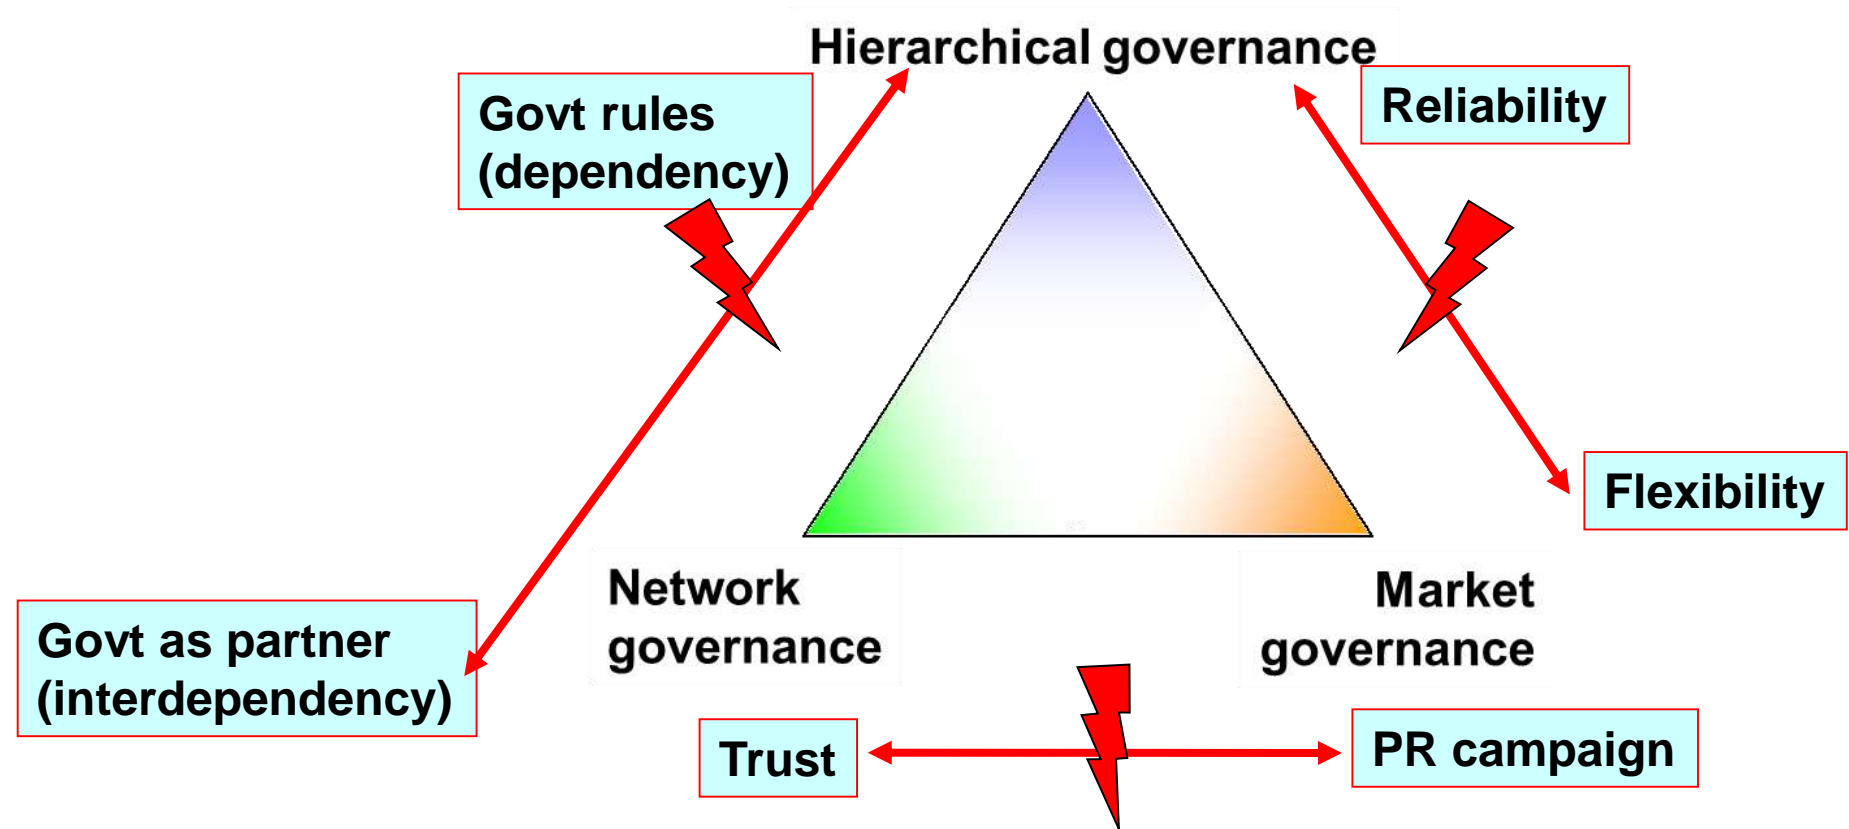 Hierarchical governance
Govt rules
(dependency)
Reliability
Flexibility
Network
governance
Market
governance
Govt as partner
(interdependency)
Trust
PR campaign